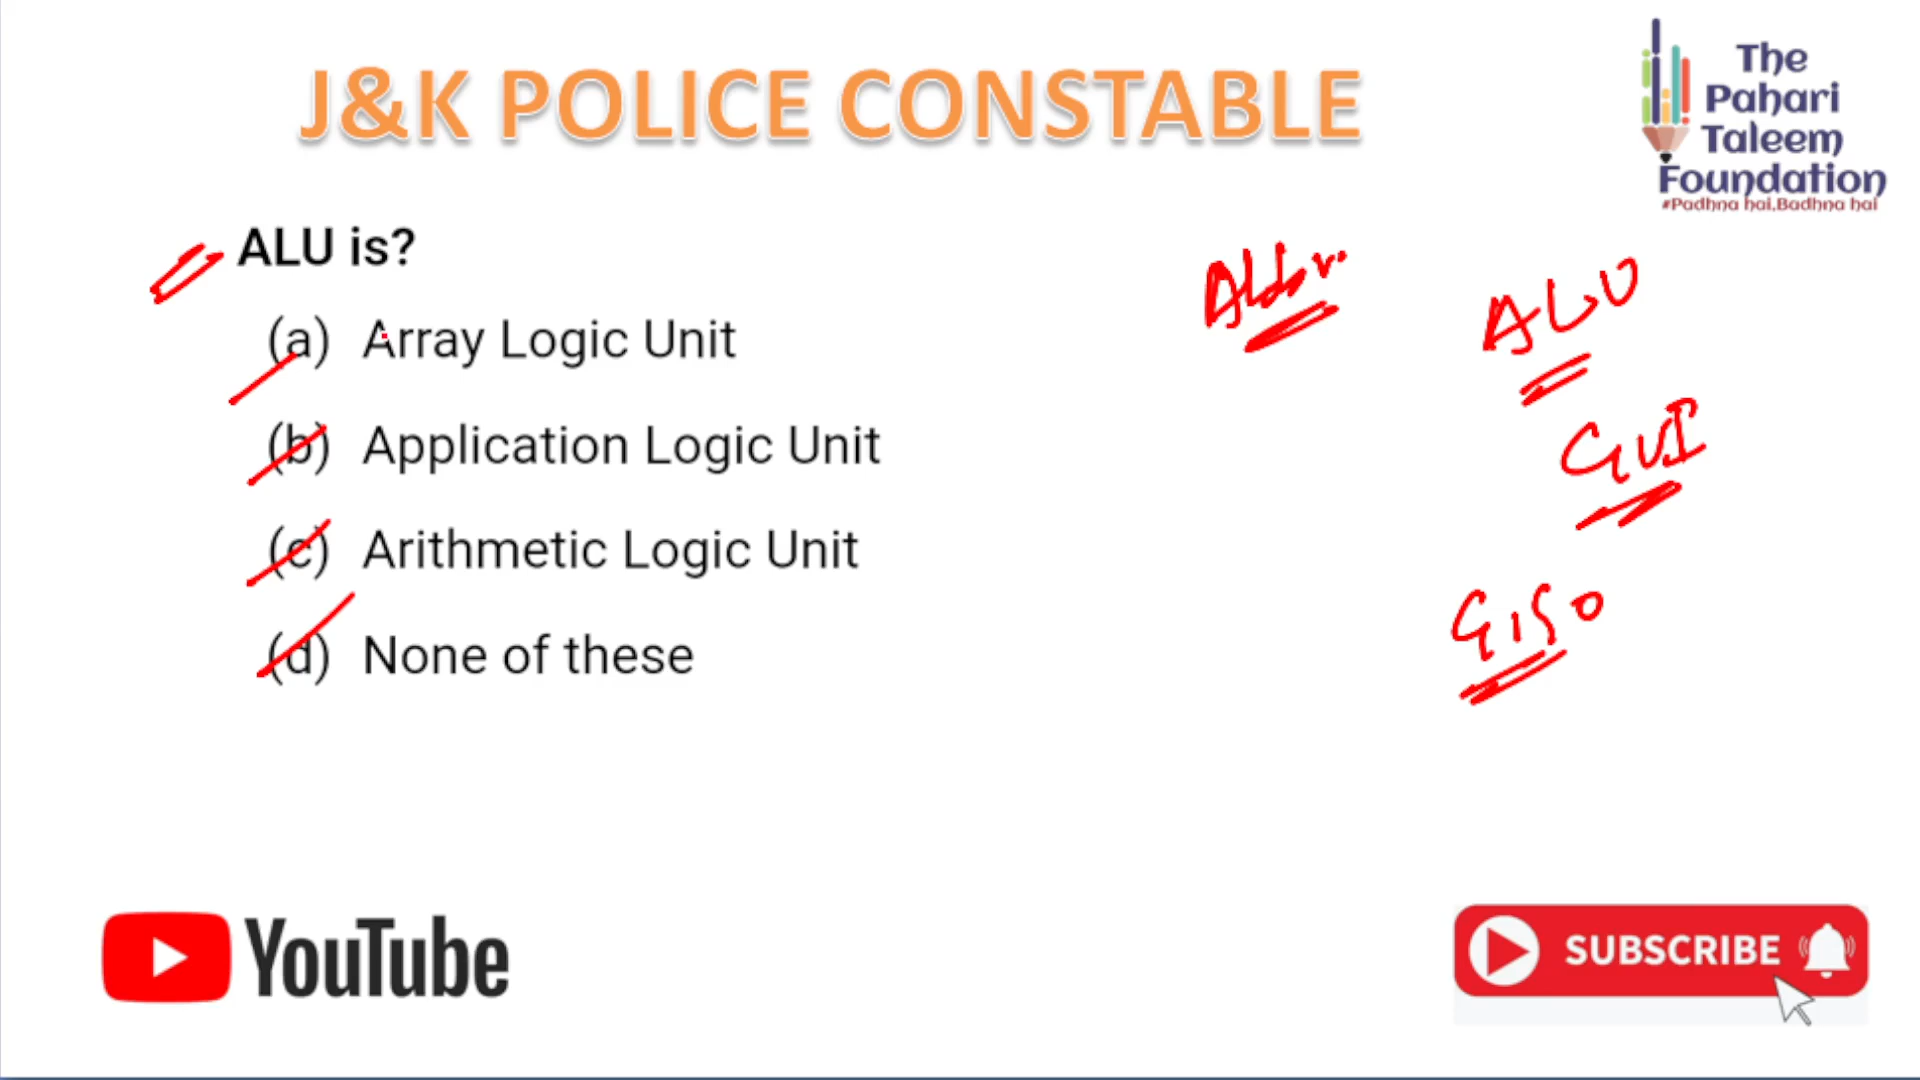 J&K POLICE CONSTABLE
The
Pahari
Taleem
Foundation
#Padhna hai,Badhna hai
ALU is?
(a) Array Logic Unit
(b) Application Logic Unit
(c) Arithmetic Logic Unit
(d) None of these
ALU
GUI
YouTube
SUBSCRIBE